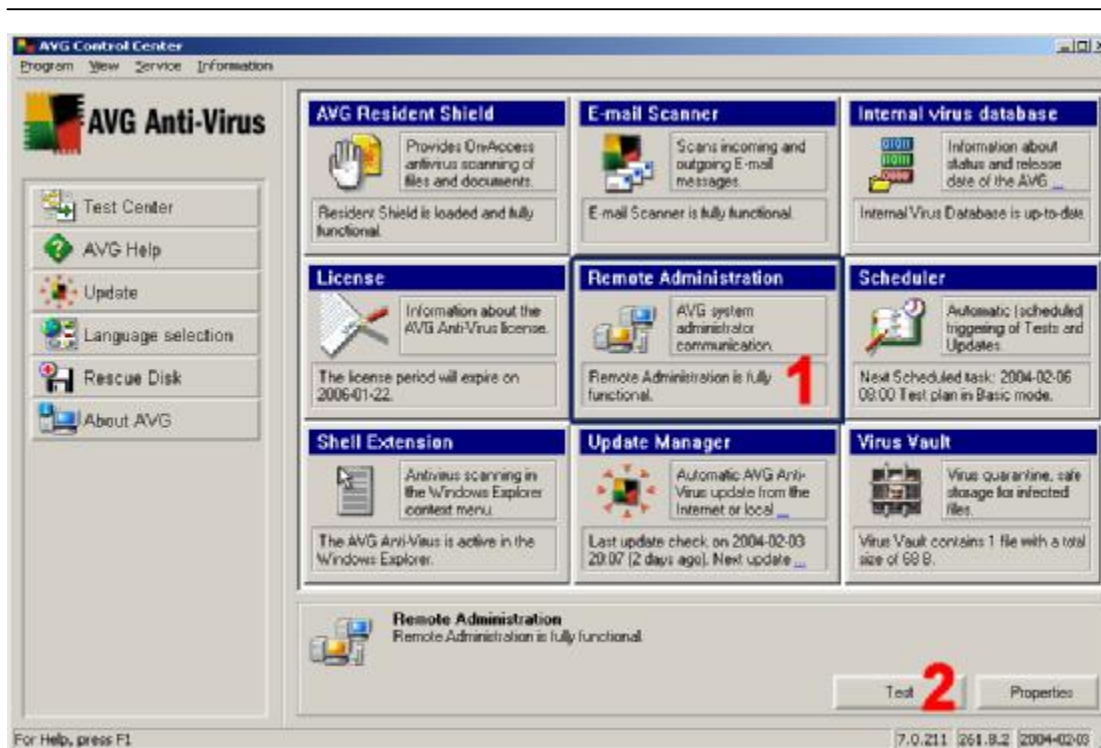 AVG Control Center
Program View Service Information
AVG Anti-Virus
Test Center
AVG Help
Update
Language selection
Rescue Disk
About AVG
AVG Resident Shield
Provides On-Access
antivirus scanning of
files and documents.
Resident Shield is loaded and fully
functional.
E-mail Scanner
Scans incoming and
outgoing E-mail
messages.
E-mail Scanner is fully functional.
Internal virus database
Information about
status and release
date of the AVG ...
Internal Virus Database is up-to-date.
License
Information about the
AVG Anti-Virus license.
The license period will expire on
2006-01-22.
Remote Administration
AVG system
administrator
communication.
Remote Administration is fully
functional.
1
Scheduler
Automatic (scheduled)
triggering of Tests and
Updates.
Next Scheduled task: 2004-02-06
08:00 Test plan in Basic mode.
Shell Extension
Antivirus scanning in
the Windows Explorer
context menu.
The AVG Anti-Virus is active in the
Windows Explorer.
Update Manager
Automatic AVG Anti-
Virus update from the
Internet or local ...
Last update check on 2004-02-03
20:07 (2 days ago). Next update ...
Virus Vault
Virus quarantine, safe
storage for infected
files.
Virus Vault contains 1 file with a total
size of 68 B.
Remote Administration
Remote Administration is fully functional.
Test 2 Properties
For Help, press F1
7.0.211 261.8.2 2004-02-03